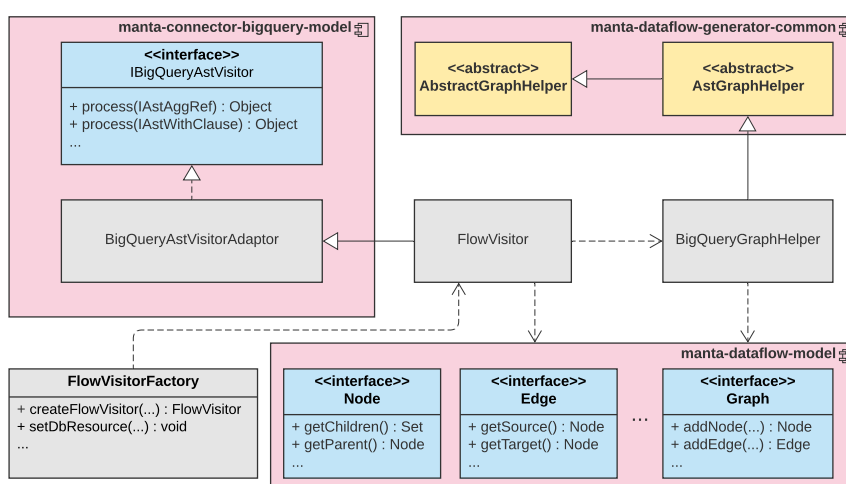 manta-connector-bigquery-model
<<interface>>
IBigQueryAstVisitor
+ process(IAstAggRef) : Object
+ process(IAstWithClause) : Object
...
BigQueryAstVisitorAdaptor
manta-dataflow-generator-common
<<abstract>>
AbstractGraphHelper
<<abstract>>
AstGraphHelper
FlowVisitor
BigQueryGraphHelper
FlowVisitorFactory
+ createFlowVisitor(...) : FlowVisitor
+ setDbResource(...) : void
...
manta-dataflow-model
<<interface>>
Node
+ getChildren() : Set
+ getParent() : Node
...
<<interface>>
Edge
+ getSource() : Node
+ getTarget() : Node
...
...
<<interface>>
Graph
+ addNode(...) : Node
+ addEdge(...) : Edge
...